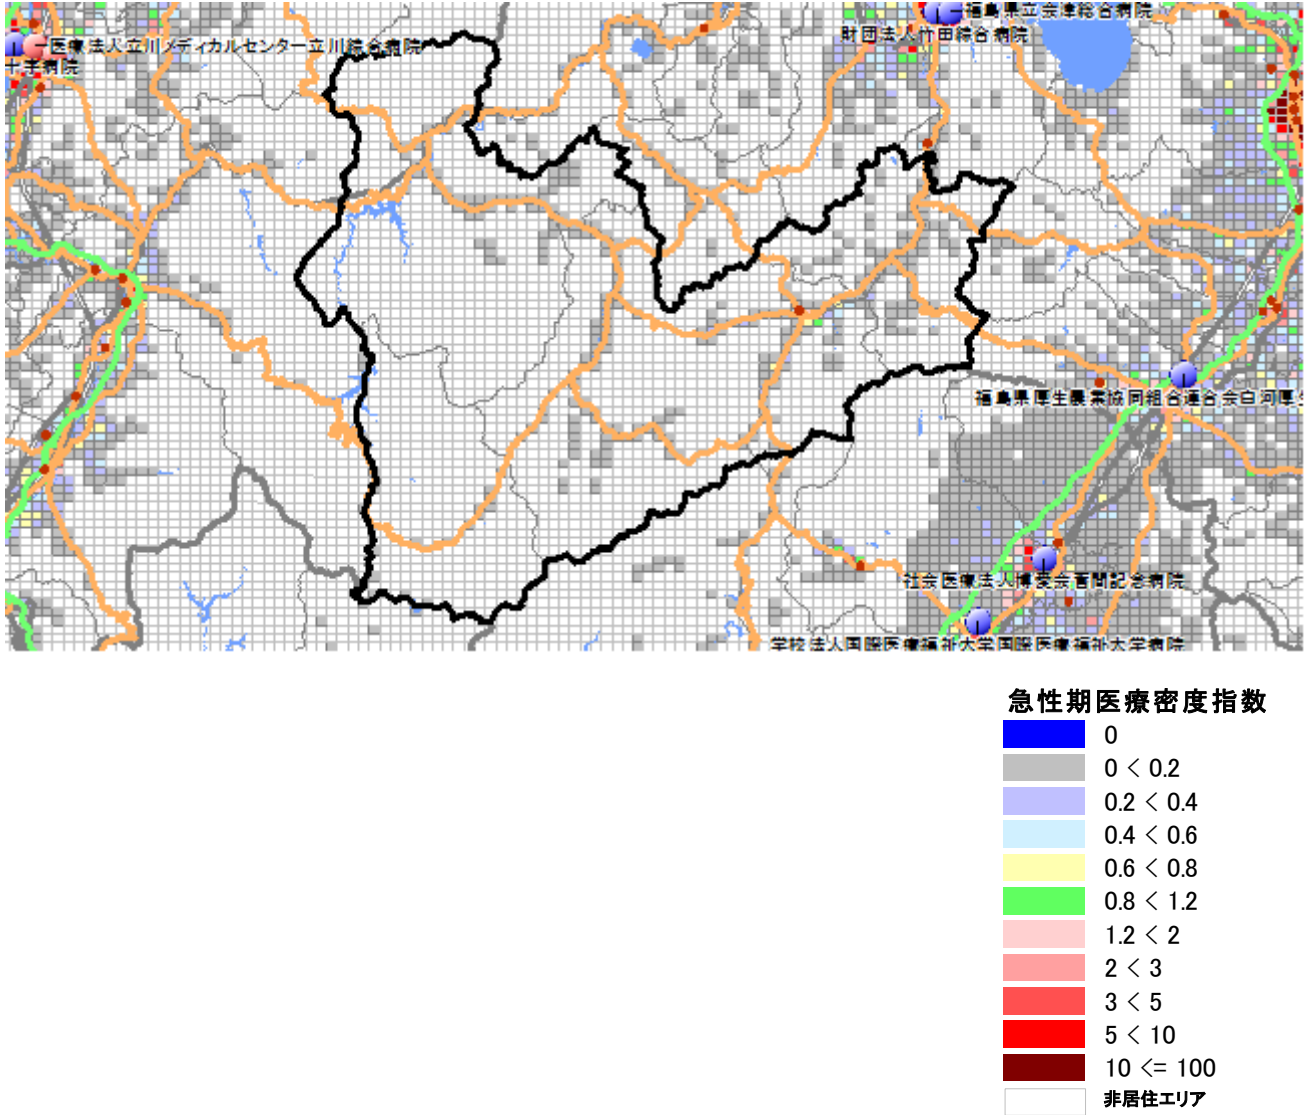 福島県立会津総合病院
財団法人竹田綜合病院
医療法人立川メディカルセンター立川綜合病院
十字病院
福島県厚生農業協同組合連合会白河厚生
社会医療法人博愛会菅間記念病院
学校法人国際医療福祉大学国際医療福祉大学病院
急性期医療密度指数
0
0 < 0.2
0.2 < 0.4
0.4 < 0.6
0.6 < 0.8
0.8 < 1.2
1.2 < 2
2 < 3
3 < 5
5 < 10
10 <= 100
非居住エリア